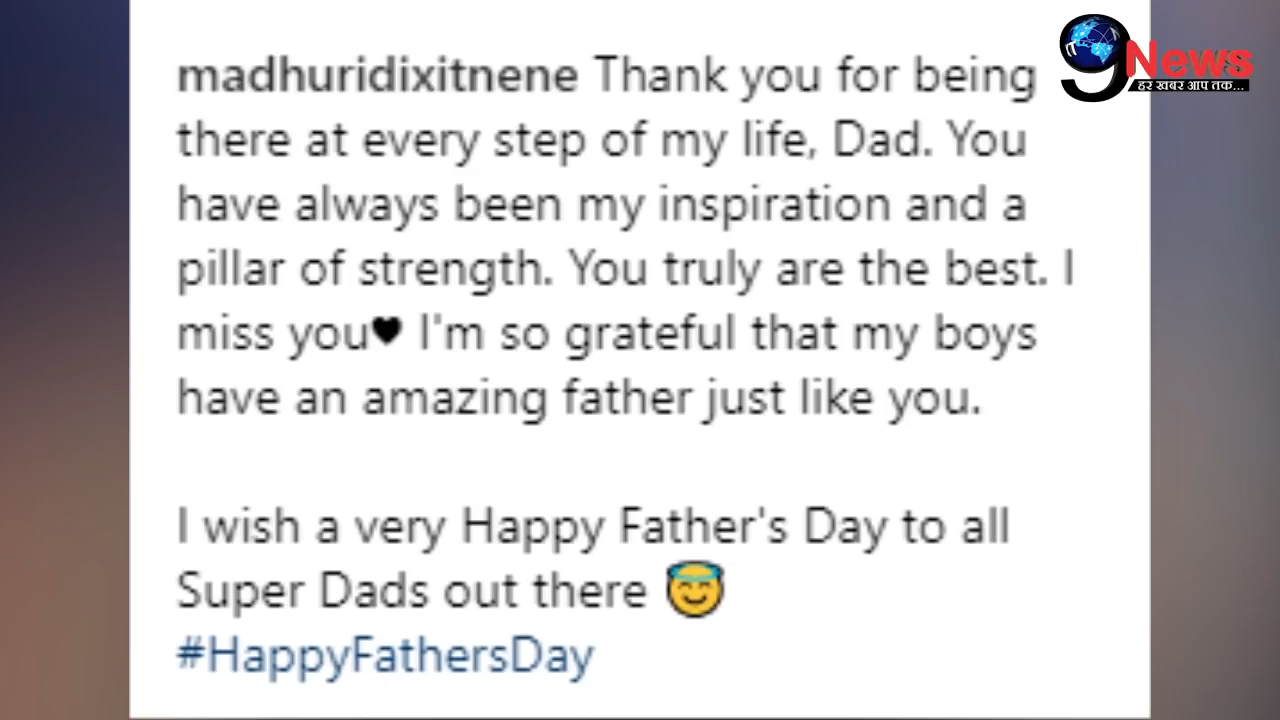 madhuridixitnene Thank you for being
there at every step of my life, Dad. You
have always been my inspiration and a
pillar of strength. You truly are the best. I
miss you♥ I'm so grateful that my boys
have an amazing father just like you.
I wish a very Happy Father's Day to all
Super Dads out there 😇
#HappyFathersDay
9 News
हर खबर आप तक...